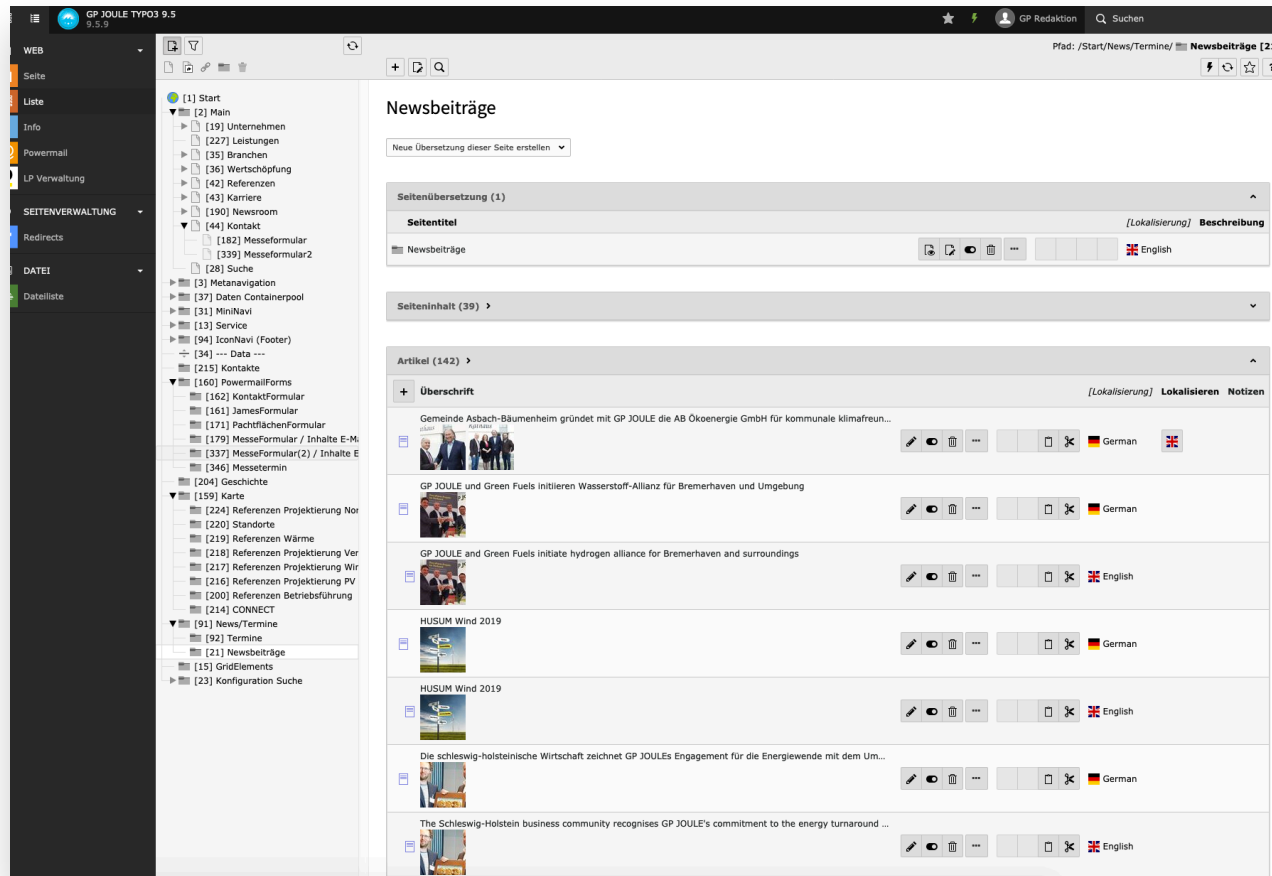 GP JOULE TYPO3 9.5
9.5.9
GP Redaktion
Suchen
WEB
Seite
Liste
Info
Powermail
LP Verwaltung
SEITENVERWALTUNG
Redirects
DATEI
Dateiliste
[1] Start
[2] Main
[19] Unternehmen
[227] Leistungen
[35] Branchen
[36] Wertschöpfung
[42] Referenzen
[43] Karriere
[190] Newsroom
[44] Kontakt
[182] Messeformular
[339] Messeformular2
[28] Suche
[3] Metanavigation
[37] Daten Containerpool
[31] MiniNavi
[13] Service
[94] IconNavi (Footer)
[34] --- Data ---
[215] Kontakte
[160] PowermailForms
[162] KontaktFormular
[161] JamesFormular
[171] PachtflächenFormular
[179] MesseFormular / Inhalte E-Ma
[337] MesseFormular(2) / Inhalte E
[346] Messetermin
[204] Geschichte
[159] Karte
[224] Referenzen Projektierung Nor
[220] Standorte
[219] Referenzen Wärme
[218] Referenzen Projektierung Ver
[217] Referenzen Projektierung Wir
[216] Referenzen Projektierung PV
[200] Referenzen Betriebsführung
[214] CONNECT
[91] News/Termine
[92] Termine
[21] Newsbeiträge
[15] GridElements
[23] Konfiguration Suche
Pfad: /Start/News/Termine/ Newsbeiträge [21
Newsbeiträge
Neue Übersetzung dieser Seite erstellen
Seitenübersetzung (1)
Seitentitel [Lokalisierung] Beschreibung
Newsbeiträge English
Seiteninhalt (39)
Artikel (142)
Überschrift [Lokalisierung] Lokalisieren Notizen
Gemeinde Asbach-Bäumenheim gründet mit GP JOULE die AB Ökoenergie GmbH für kommunale klimafreun...
German
GP JOULE und Green Fuels initiieren Wasserstoff-Allianz für Bremerhaven und Umgebung
German
GP JOULE and Green Fuels initiate hydrogen alliance for Bremerhaven and surroundings
English
HUSUM Wind 2019
German
HUSUM Wind 2019
English
Die schleswig-holsteinische Wirtschaft zeichnet GP JOULEs Engagement für die Energiewende mit dem Um...
German
The Schleswig-Holstein business community recognises GP JOULE's commitment to the energy turnaround ...
English